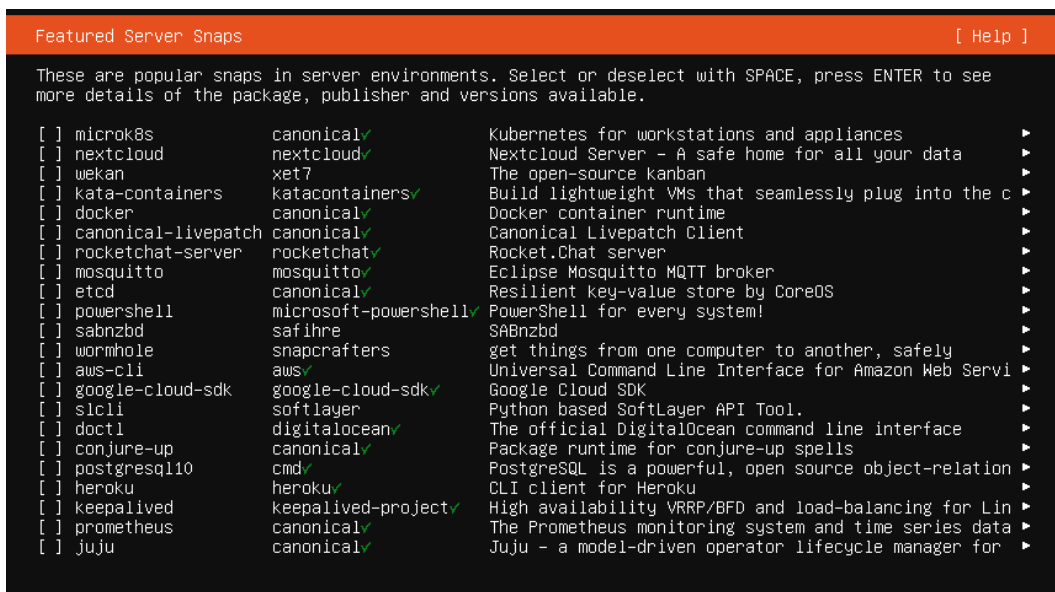 Featured Server Snaps [ Help ]
These are popular snaps in server environments. Select or deselect with SPACE, press ENTER to see
more details of the package, publisher and versions available.
[ ] microk8s canonical✓ Kubernetes for workstations and appliances ▸
[ ] nextcloud nextcloud✓ Nextcloud Server – A safe home for all your data ▸
[ ] wekan xet7 The open-source kanban ▸
[ ] kata-containers katacontainers✓ Build lightweight VMs that seamlessly plug into the c ▸
[ ] docker canonical✓ Docker container runtime ▸
[ ] canonical-livepatch canonical✓ Canonical Livepatch Client ▸
[ ] rocketchat-server rocketchat✓ Rocket.Chat server ▸
[ ] mosquitto mosquitto✓ Eclipse Mosquitto MQTT broker ▸
[ ] etcd canonical✓ Resilient key-value store by CoreOS ▸
[ ] powershell microsoft-powershell✓ PowerShell for every system! ▸
[ ] sabnzbd safihre SABnzbd ▸
[ ] wormhole snapcrafters get things from one computer to another, safely ▸
[ ] aws-cli aws✓ Universal Command Line Interface for Amazon Web Servi ▸
[ ] google-cloud-sdk google-cloud-sdk✓ Google Cloud SDK ▸
[ ] slcli softlayer Python based SoftLayer API Tool. ▸
[ ] doctl digitalocean✓ The official DigitalOcean command line interface ▸
[ ] conjure-up canonical✓ Package runtime for conjure-up spells ▸
[ ] postgresql10 cmd✓ PostgreSQL is a powerful, open source object-relation ▸
[ ] heroku heroku✓ CLI client for Heroku ▸
[ ] keepalived keepalived-project✓ High availability VRRP/BFD and load-balancing for Lin ▸
[ ] prometheus canonical✓ The Prometheus monitoring system and time series data ▸
[ ] juju canonical✓ Juju – a model-driven operator lifecycle manager for ▸